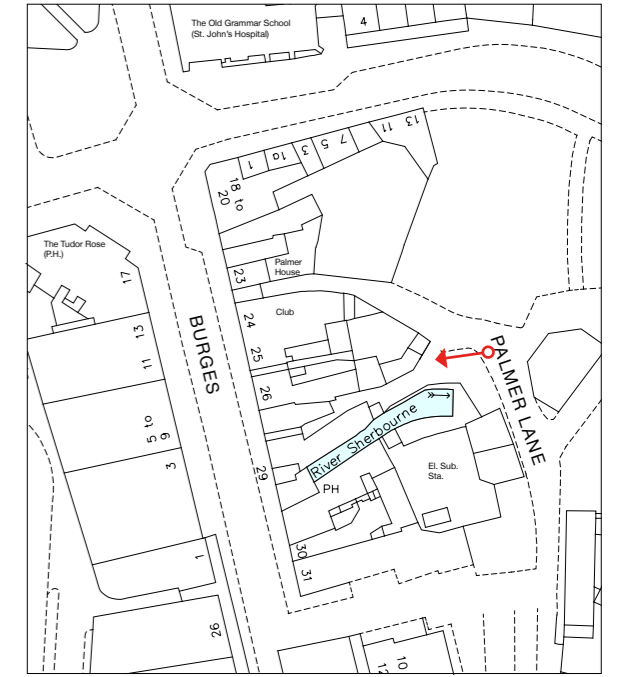 The Old Grammar School
(St. John's Hospital)
4
13
11
7
5
3
1a
1
18 to
20
The Tudor Rose
(P.H.)
17
Palmer
House
23
Club
24
BURGES
13
25
PALMER LANE
11
26
5 to
9
River Sherbourne
3
29
El. Sub.
Sta.
PH
30
1
31
26
10
12